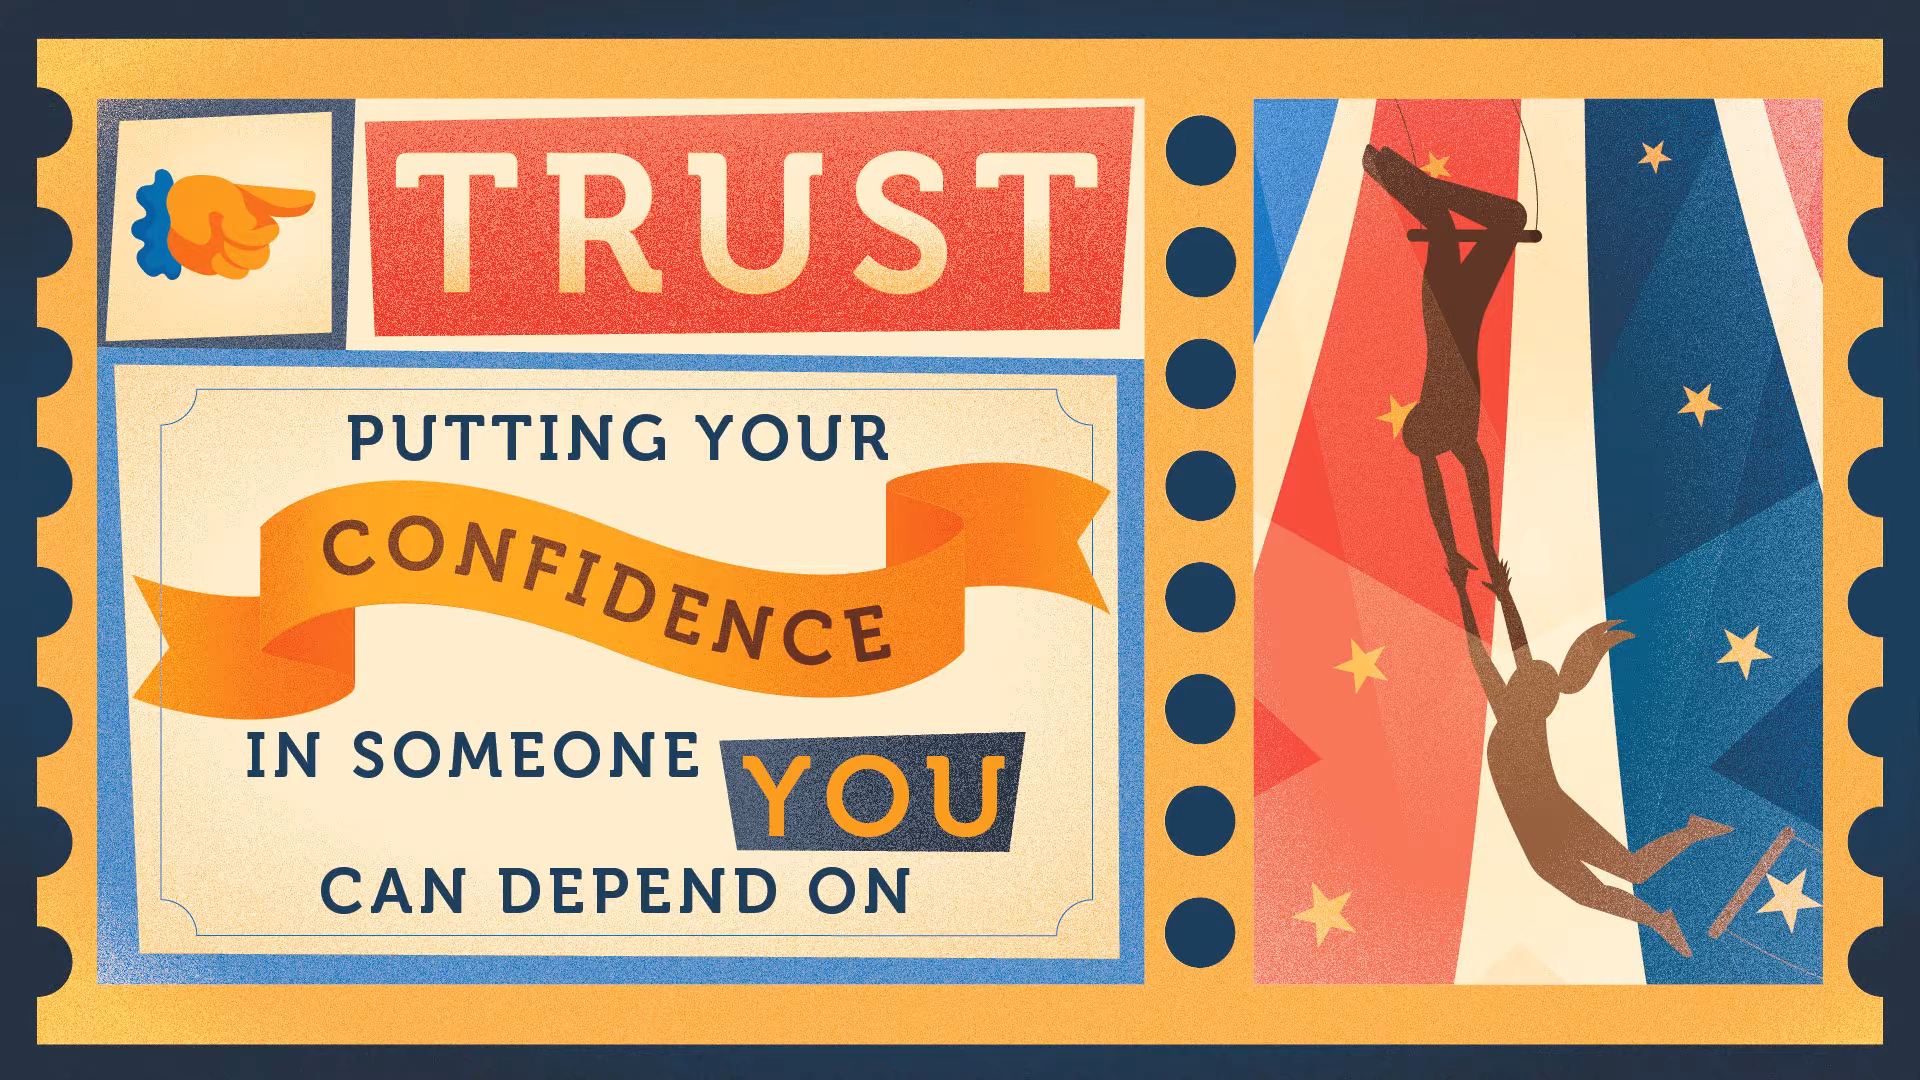 TRUST
PUTTING YOUR
CONFIDENCE
IN SOMEONE YOU
CAN DEPEND ON